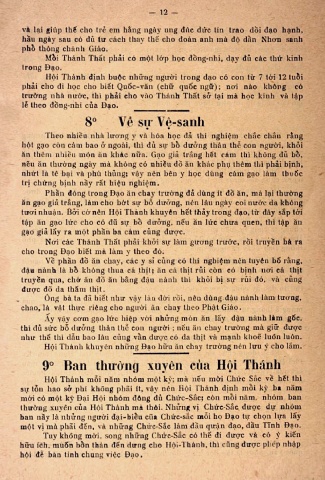 — 12 —
và lại giúp thế cho trẻ em hằng ngày ung đúc đức tin trao dồi đạo hạnh,
hầu ngày sau có đủ tư cách thay thế cho đoàn anh mà độ dẫn Nhơn sanh
phổ thông chánh Giáo.
Mỗi Thánh Thất phải có một lớp học đồng-nhi, dạy đủ các thứ kinh
trong Đạo.
Hội Thánh định buộc những người trong đạo có con từ 7 tới 12 tuổi
phải cho đi học cho biết Quốc-văn (chữ quốc ngữ); nơi nào không có
trường nhà nước, thì phải cho vào Thánh Thất sở tại mà học kinh và tập
lễ theo đồng-nhi của Đạo.
8° Về sự Vệ-sanh
Theo nhiều nhà lương y và hóa học đã thí nghiệm chắc chắn rằng
hột gạo còn cám bao ở ngoài, thì đủ sự bổ dưỡng thân thể con người, khỏi
ăn thêm nhiều món ăn khác nữa. Gạo giã trắng hết cám thì không đủ bổ,
nếu ăn thường ngày mà không có nhiều đồ ăn khác phụ thêm thì phải bịnh,
nhứt là tê bại và phù thũng; vậy nên bên y học dùng cám gạo làm thuốc
trị chứng bịnh nầy rất hiệu nghiệm.
Phần đông trong Đạo ăn chay trường đã dùng ít đồ ăn, mà lại thường
ăn gạo giã trắng, làm cho bớt sự bổ dưỡng, nên lâu ngày coi nước da không
tươi nhuận. Bởi cớ nên Hội Thánh khuyên hết thảy trong đạo, từ đây sắp tới
tập ăn gạo lức cho có đủ sự bổ dưỡng, nếu ăn lức chưa quen, thì tập ăn
gạo giã lấy ra một phần ba cám cũng được.
Nơi các Thánh Thất phải khởi sự làm gương trước, rồi truyền bá ra
cho trong Đạo biết mà làm y theo đó.
Về phần đồ ăn chay, các y sĩ cũng có thí nghiệm nên tuyên bố rằng,
đậu nành là bổ không thua cá thịt; ăn cá thịt rủi còn có bịnh nơi cá thịt
truyền qua, chớ ăn đồ ăn bằng đậu nành thì khỏi bị sự rủi đó, và cũng
được đó da thắm thịt.
Ông bà ta đã biết như vậy lâu đời rồi, nên dùng đậu nành làm tương,
chao, là vật thực riêng cho người ăn chay theo Phật Giáo.
Ấy vậy cơm gạo lức hiệp với những món ăn lấy đậu nành làm gốc,
thì đủ sức bổ dưỡng thân thể con người; nếu ăn chay trường mà giữ được
như thế thì dầu bao lâu cũng vẫn được có da thịt và mạnh khoẻ luôn luôn.
Hội Thánh khuyên những Đạo hữu ăn chay trường nên lưu ý cho lắm.
9° Ban thường xuyên của Hội Thánh
Hội Thánh mỗi năm nhóm một kỳ; mà nếu mời Chức Sắc về hết thì
sự tổn hao sở phí không phải ít, vậy nên Hội Thánh định mỗi kỳ ba năm
mới có một kỳ Đại Hội nhóm đông đủ Chức-Sắc; còn mỗi năm, nhóm ban
thường xuyên của Hội Thánh mà thôi. Những vị Chức-Sắc được dự nhóm
ban nầy là những người đại-biểu của Chức-sắc mỗi họ Đạo tự chọn lựa lấy
một vị mà phái đến, và những Chức-Sắc làm đầu quận đạo, đầu Tỉnh Đạo.
Tuy không mời, song những Chức-Sắc có thể đi được và có ý kiến
hữu ích, muốn bổn thân đến dưng cho Hội-Thánh, thì cũng được phép nhập
hội để bàn tính chung việc Đạo.